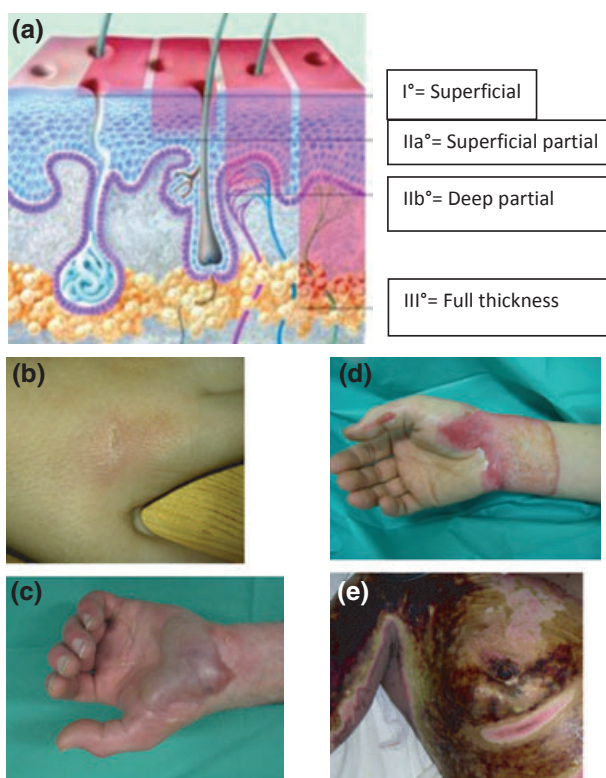 (a)
I°= Superficial
IIa°= Superficial partial
IIb°= Deep partial
III°= Full thickness
(b)
(d)
(c)
(e)